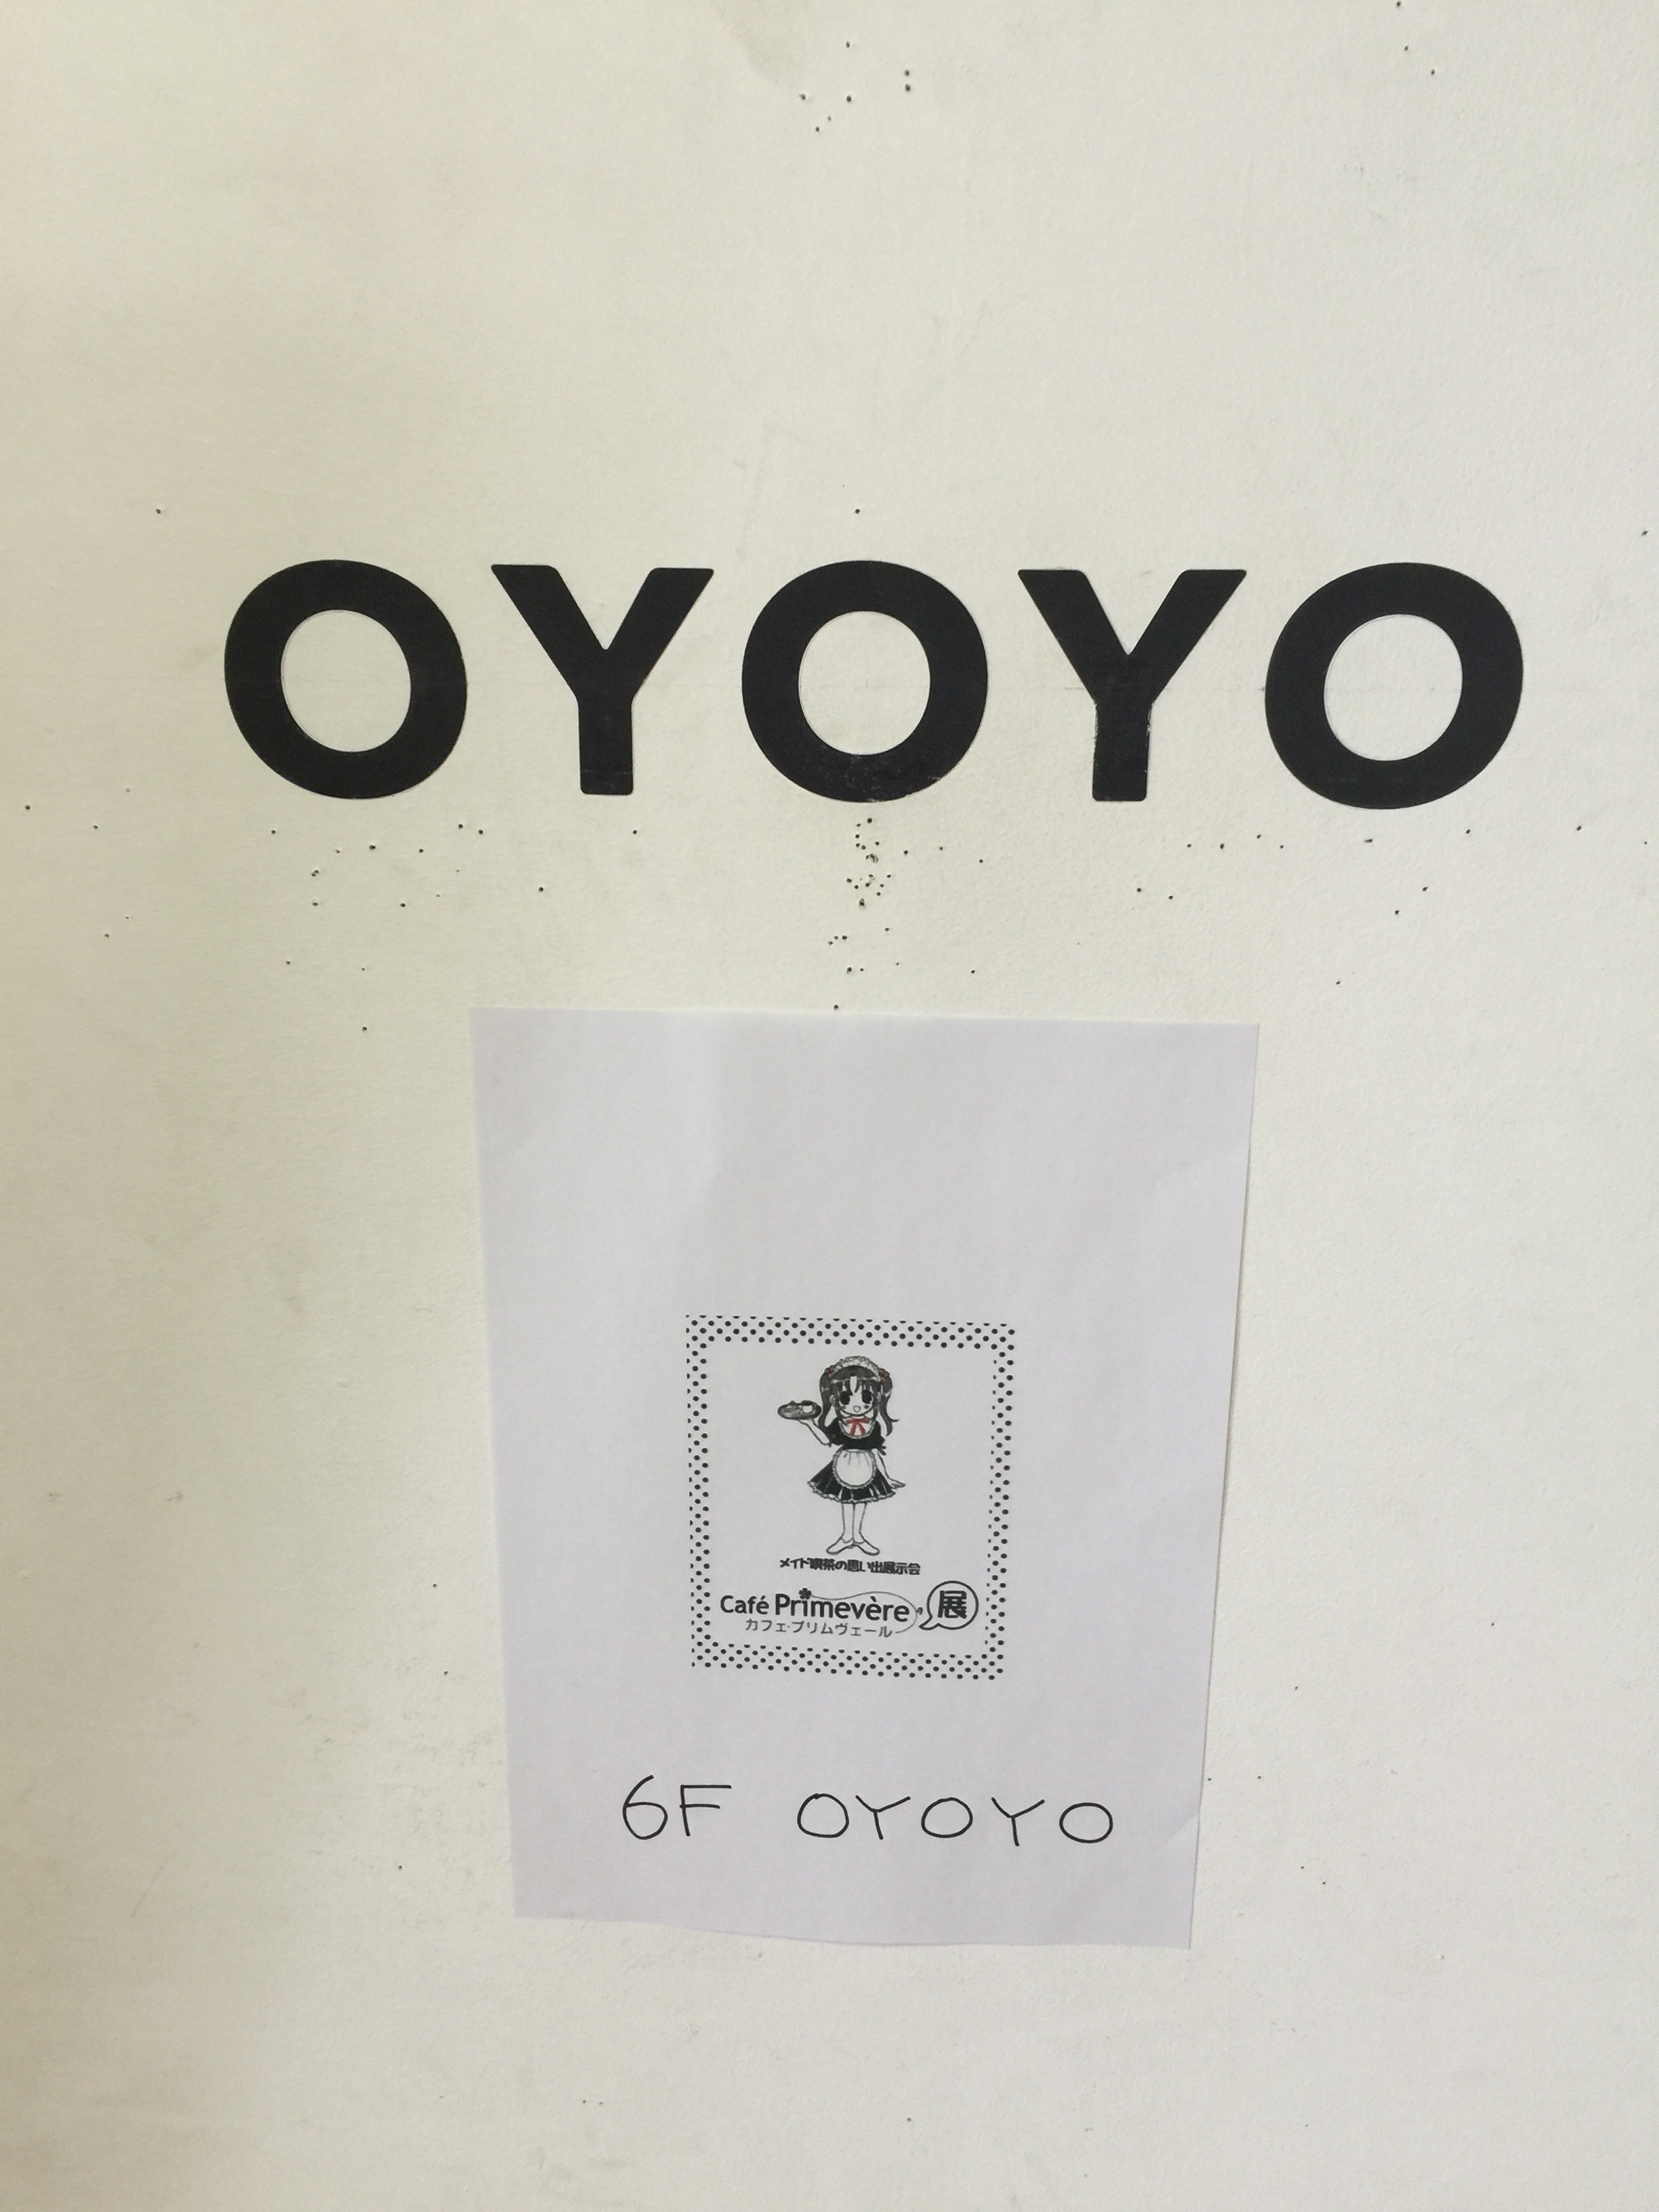 OYOYO
メイド喫茶の思い出展示会
Café Primevère 展
カフェ・プリムヴェール
6F OYOYO